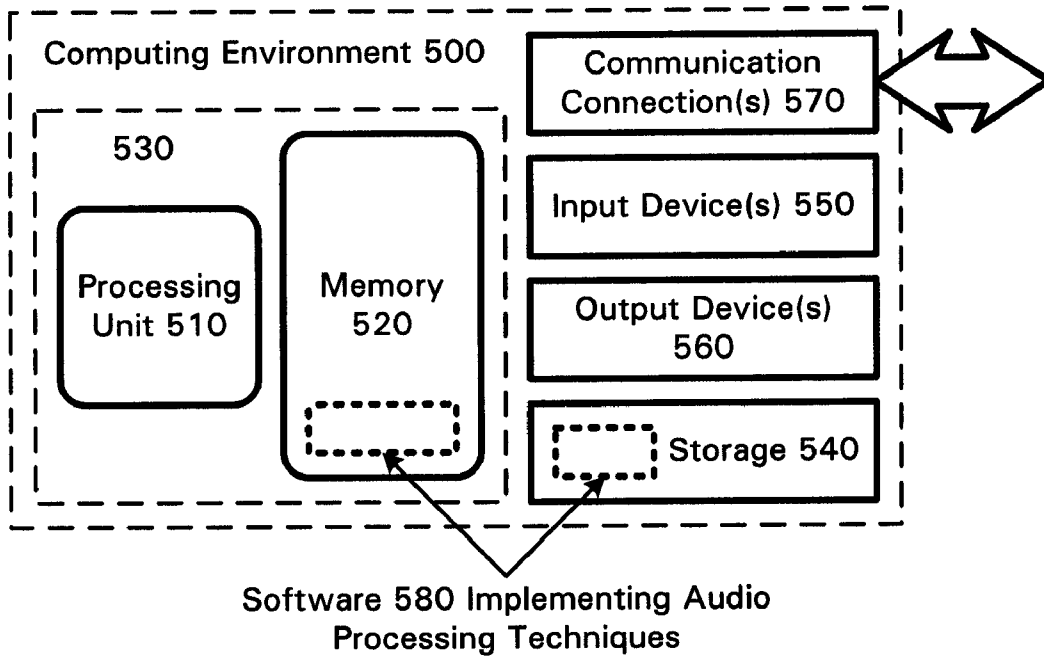 Computing Environment 500
530
Processing
Unit 510
Memory
520
Communication
Connection(s) 570
Input Device(s) 550
Output Device(s)
560
Storage 540
Software 580 Implementing Audio
Processing Techniques